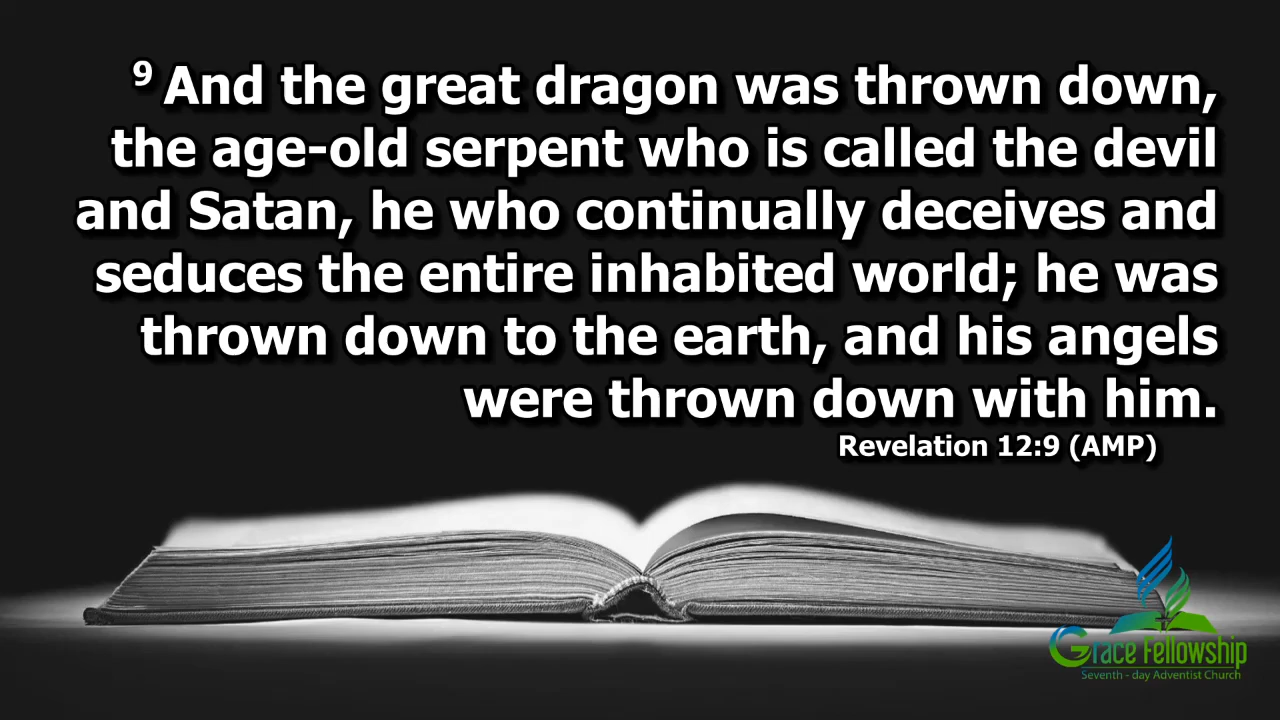 9 And the great dragon was thrown down,
the age-old serpent who is called the devil
and Satan, he who continually deceives and
seduces the entire inhabited world; he was
thrown down to the earth, and his angels
were thrown down with him.
Revelation 12:9 (AMP)
Grace Fellowship
Seventh - day Adventist Church